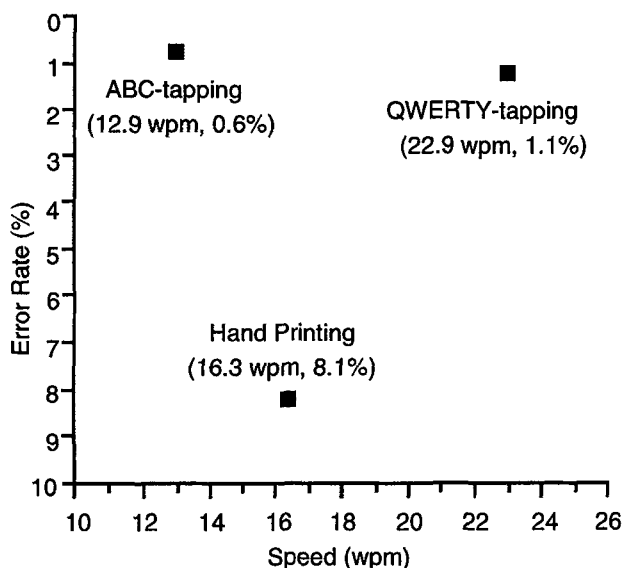 0
1
2
3
4
5
6
7
8
9
10
Error Rate (%)
ABC-tapping
(12.9 wpm, 0.6%)
QWERTY-tapping
(22.9 wpm, 1.1%)
Hand Printing
(16.3 wpm, 8.1%)
10 12 14 16 18 20 22 24 26
Speed (wpm)